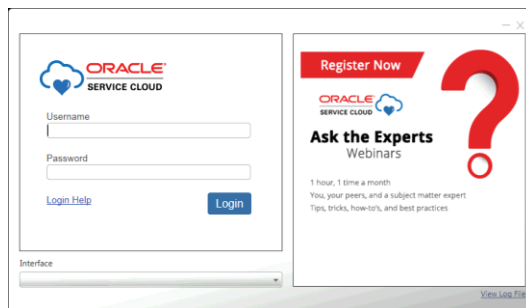 ORACLE
SERVICE CLOUD
Username
Password
Login Help
Login
Interface
Register Now
ORACLE
SERVICE CLOUD
Ask the Experts
Webinars
1 hour, 1 time a month
You, your peers, and a subject matter expert
Tips, tricks, how-to's, and best practices
?
View Log File